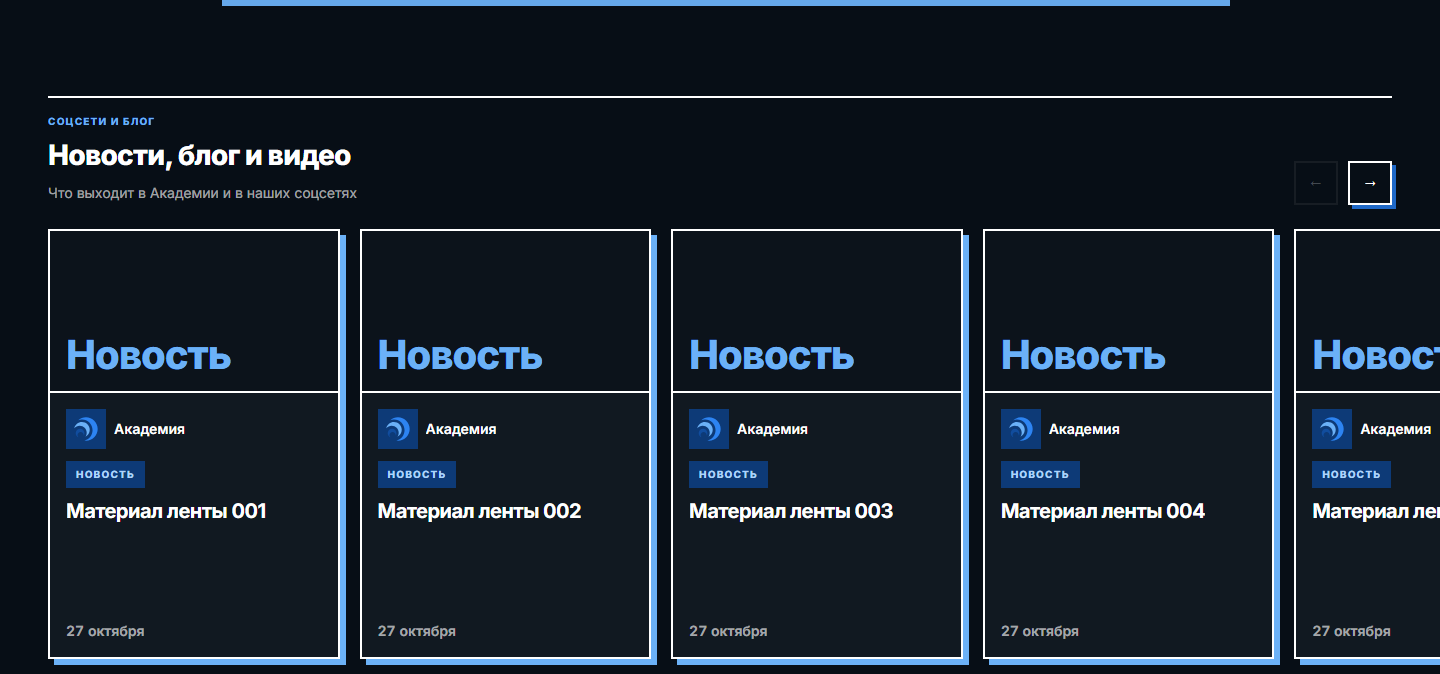 СОЦСЕТИ И БЛОГ
Новости, блог и видео
Что выходит в Академии и в наших соцсетях
← →
Новость
Академия
НОВОСТЬ
Материал ленты 001
27 октября
Новость
Академия
НОВОСТЬ
Материал ленты 002
27 октября
Новость
Академия
НОВОСТЬ
Материал ленты 003
27 октября
Новость
Академия
НОВОСТЬ
Материал ленты 004
27 октября
Новост
Академия
НОВОСТЬ
Материал
27 октября